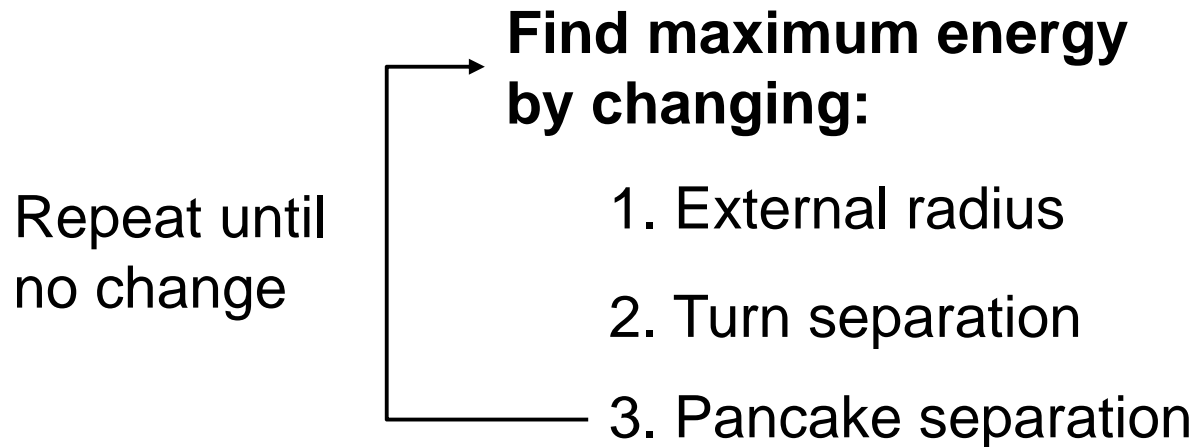 Find maximum energy
by changing:
Repeat until
no change
1. External radius
2. Turn separation
3. Pancake separation